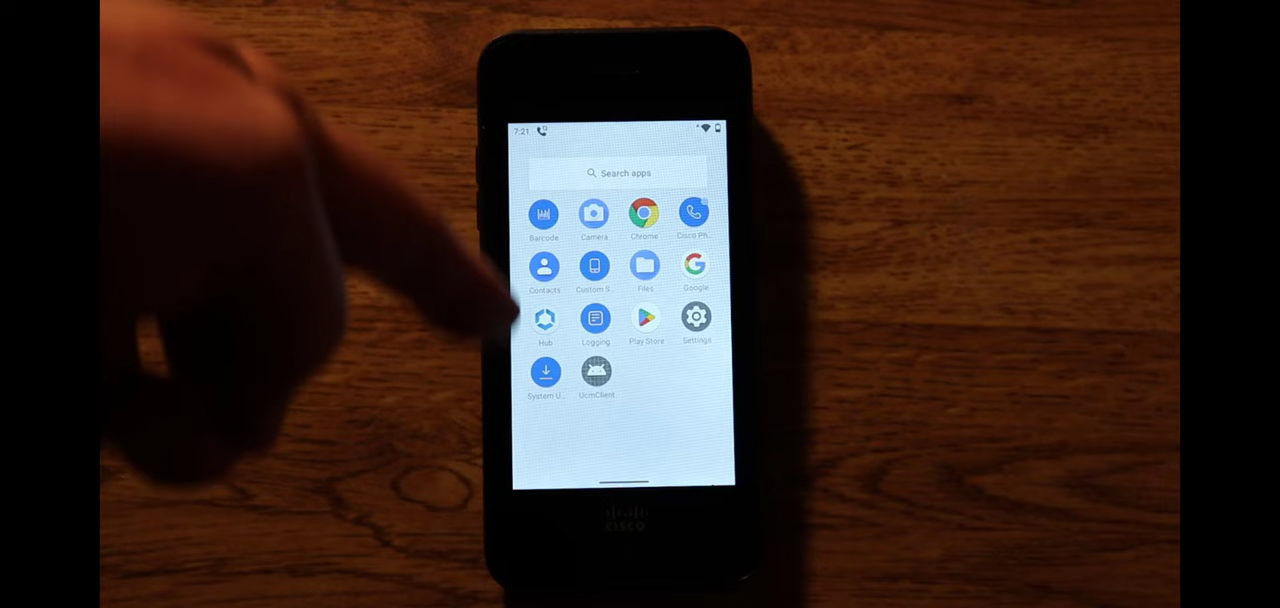 7:21
Search apps
Barcode Camera Chrome Cisco Ph...
Contacts Custom S... Files Google
Hub Logging Play Store Settings
System U... UcmClient
CISCO